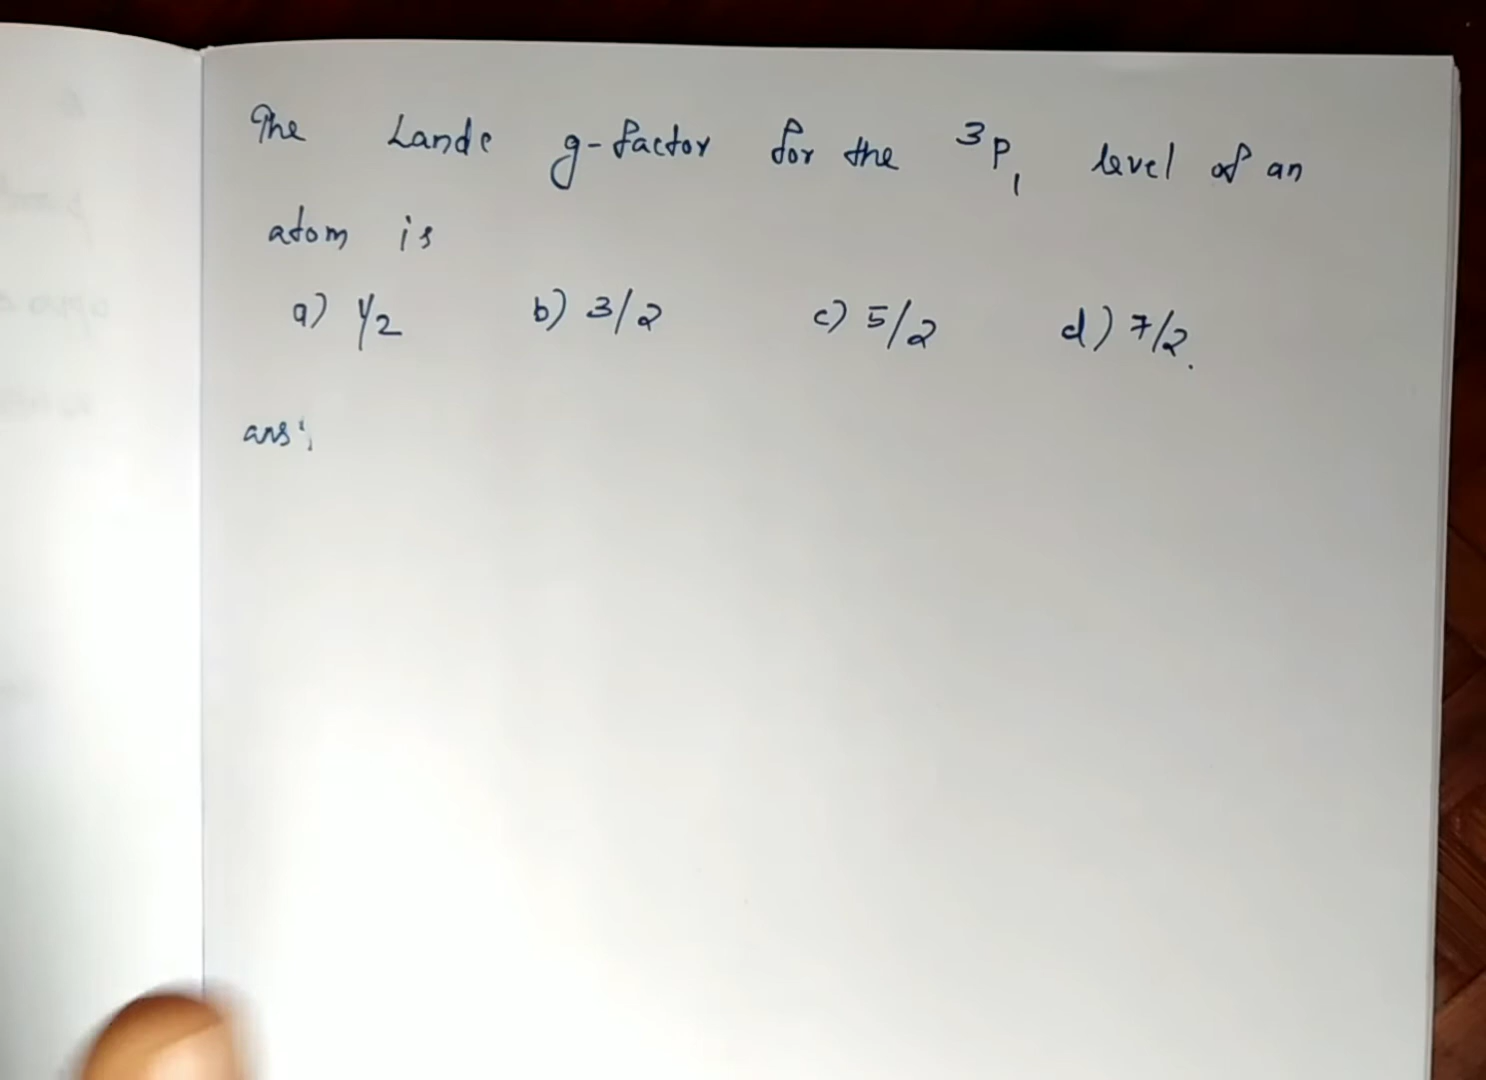 The Lande g-factor for the ³P₁ level of an
atom is
a) 1/2 b) 3/2 c) 5/2 d) 7/2.
ans: